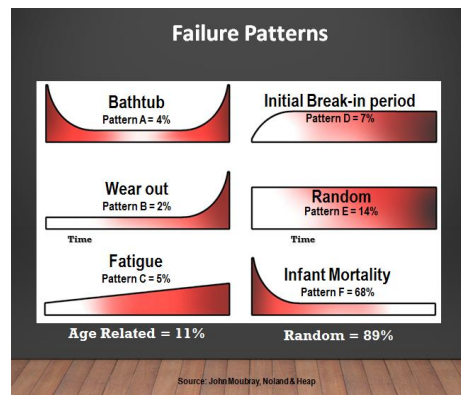 Failure Patterns
Bathtub
Pattern A = 4%
Initial Break-in period
Pattern D = 7%
Wear out
Pattern B = 2%
Random
Pattern E = 14%
Time
Time
Fatigue
Pattern C = 5%
Infant Mortality
Pattern F = 68%
Age Related = 11%
Random = 89%
Source: John Moubray, Noland & Heap